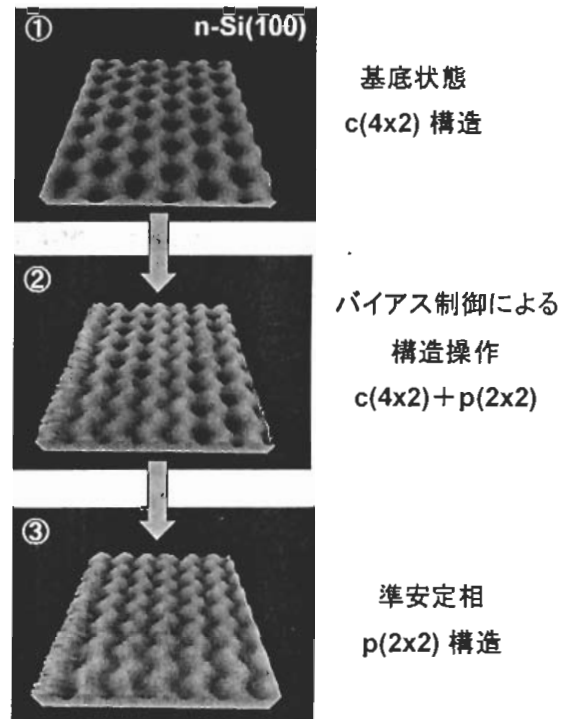 ① n-Si(100)
基底状態
c(4x2) 構造
②
バイアス制御による
構造操作
c(4x2)＋p(2x2)
③
準安定相
p(2x2) 構造